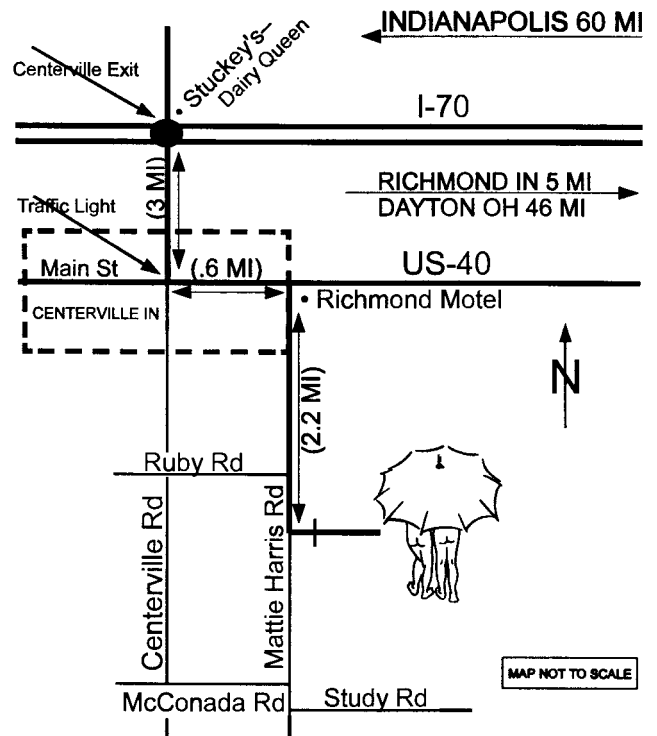 INDIANAPOLIS 60 MI
Centerville Exit
Stuckey's–
Dairy Queen
I-70
(3 MI)
RICHMOND IN 5 MI
DAYTON OH 46 MI
Traffic Light
Main St
(.6 MI)
US-40
CENTERVILLE IN
Richmond Motel
N
(2.2 MI)
Ruby Rd
Centerville Rd
Mattie Harris Rd
MAP NOT TO SCALE
McConada Rd
Study Rd